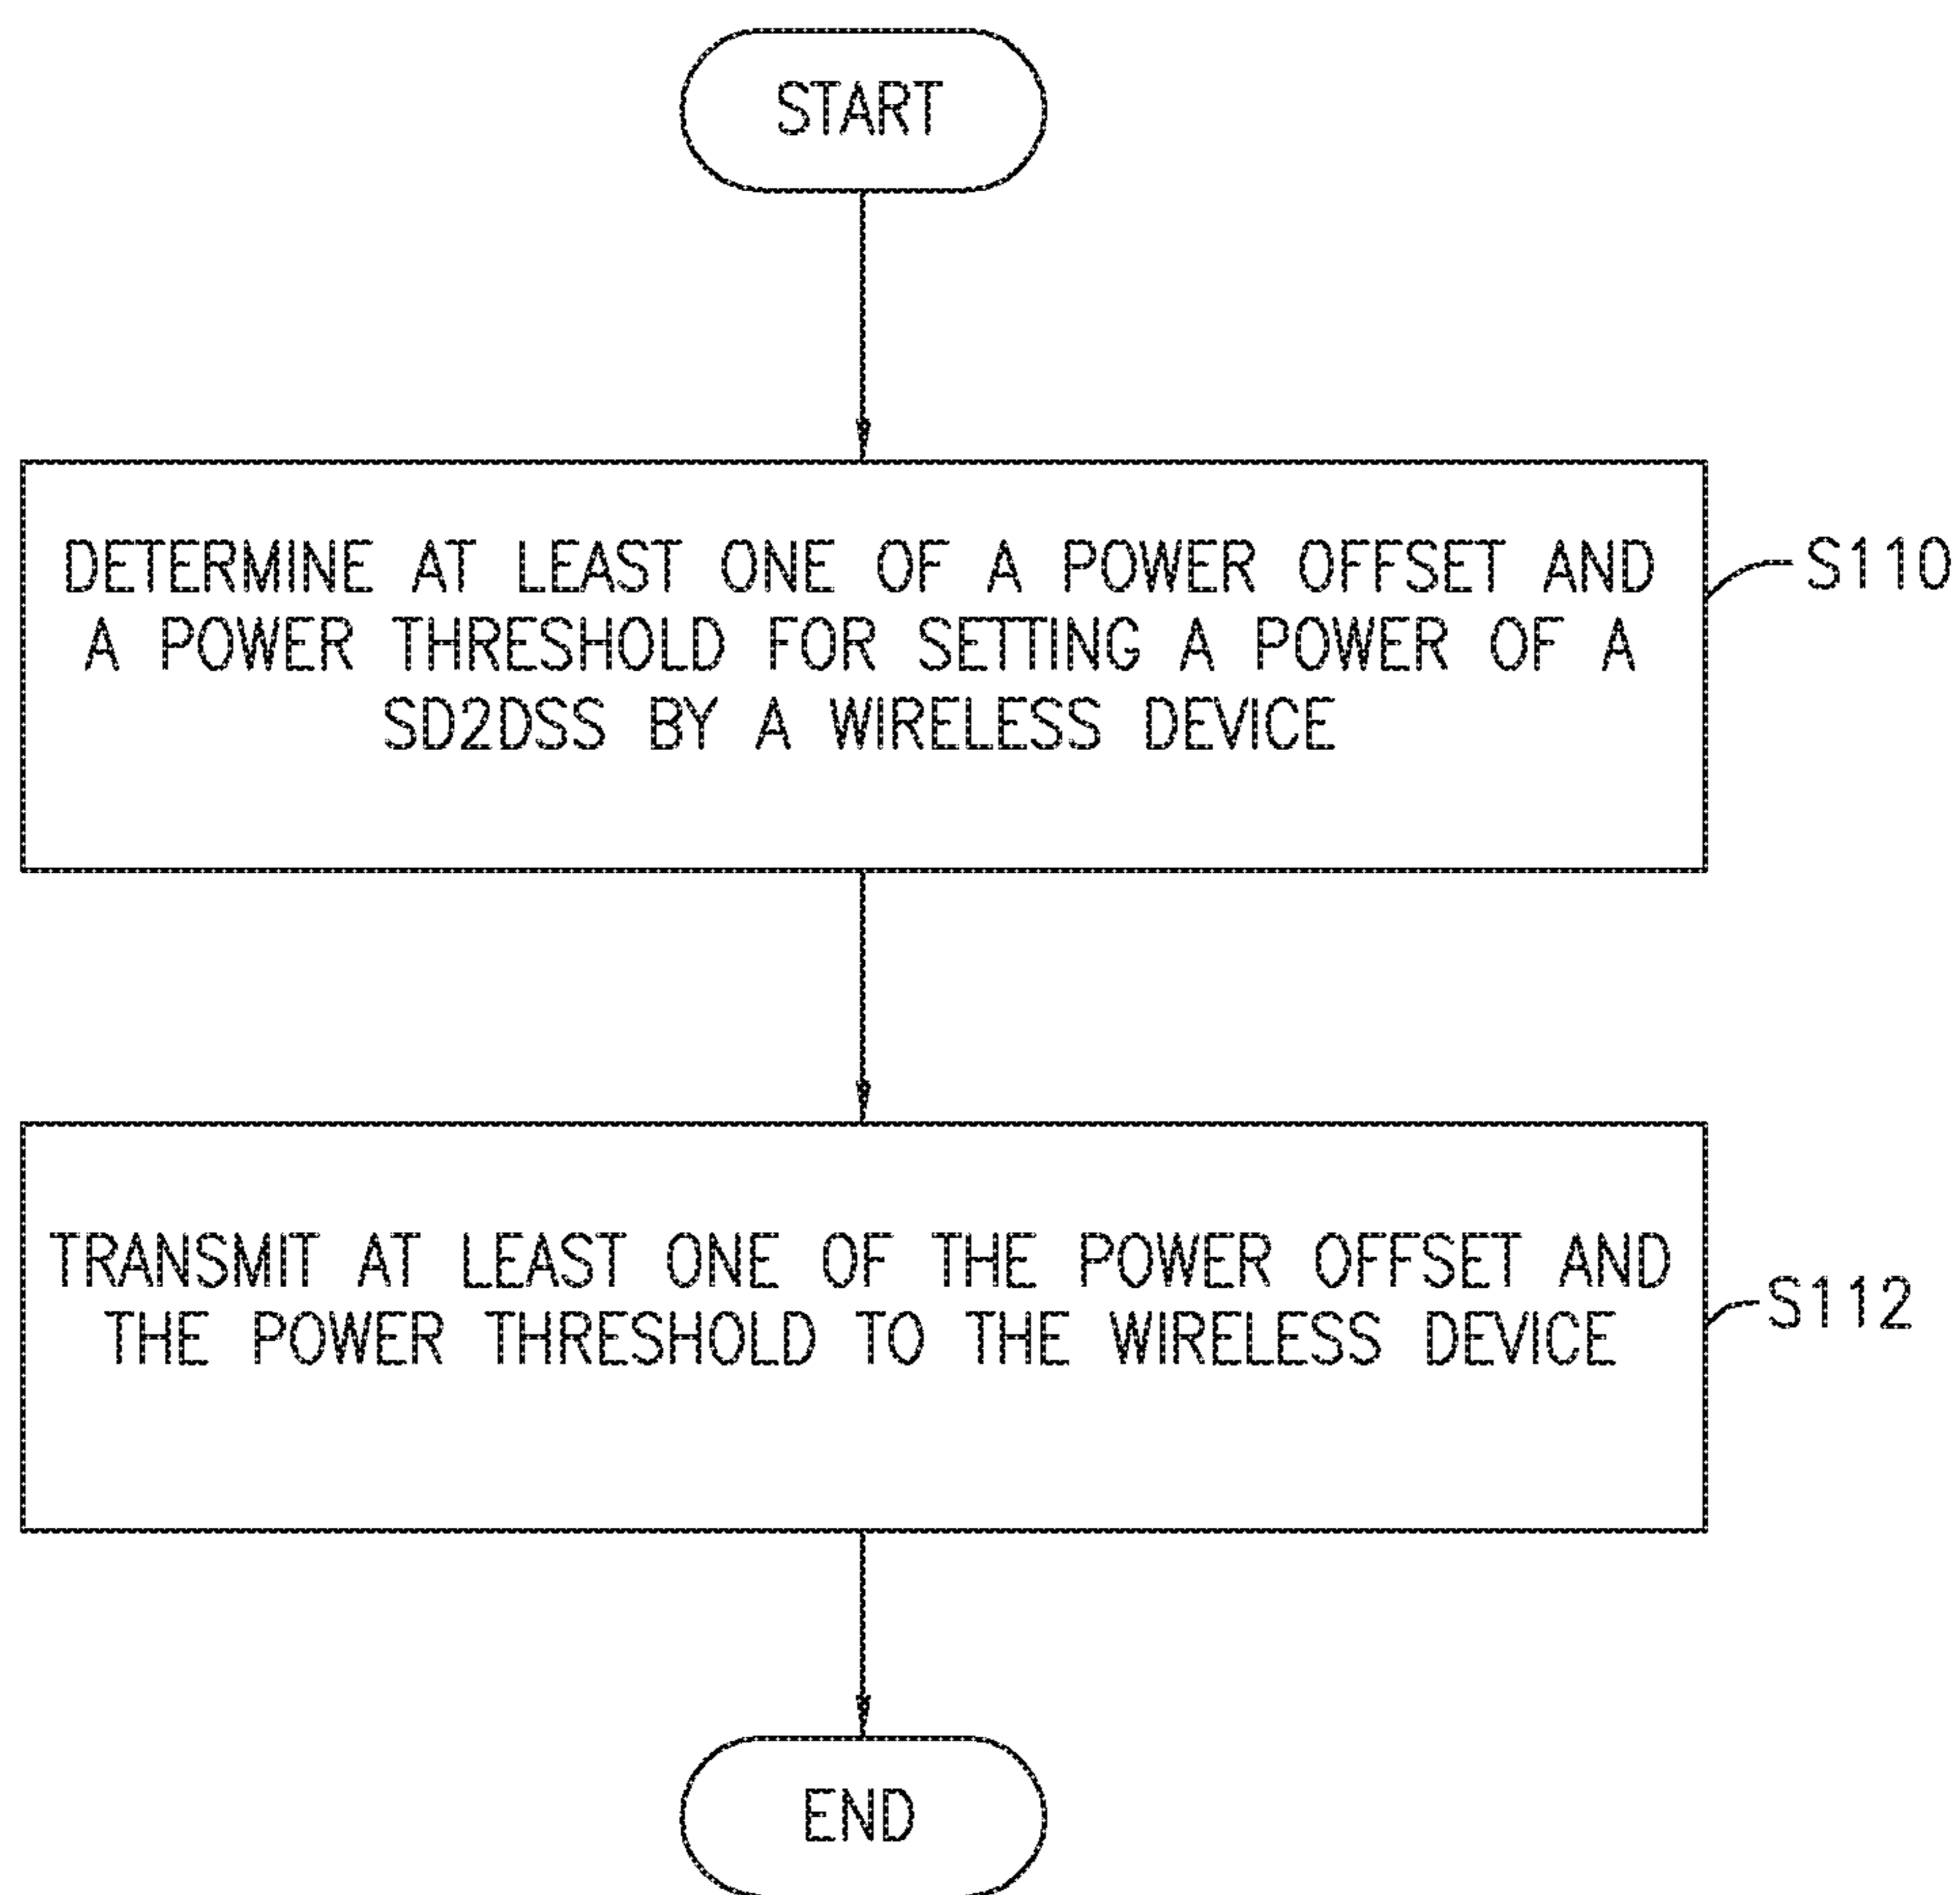 START
DETERMINE AT LEAST ONE OF A POWER OFFSET AND
A POWER THRESHOLD FOR SETTING A POWER OF A
SD2DSS BY A WIRELESS DEVICE
S110
TRANSMIT AT LEAST ONE OF THE POWER OFFSET AND
THE POWER THRESHOLD TO THE WIRELESS DEVICE
S112
END